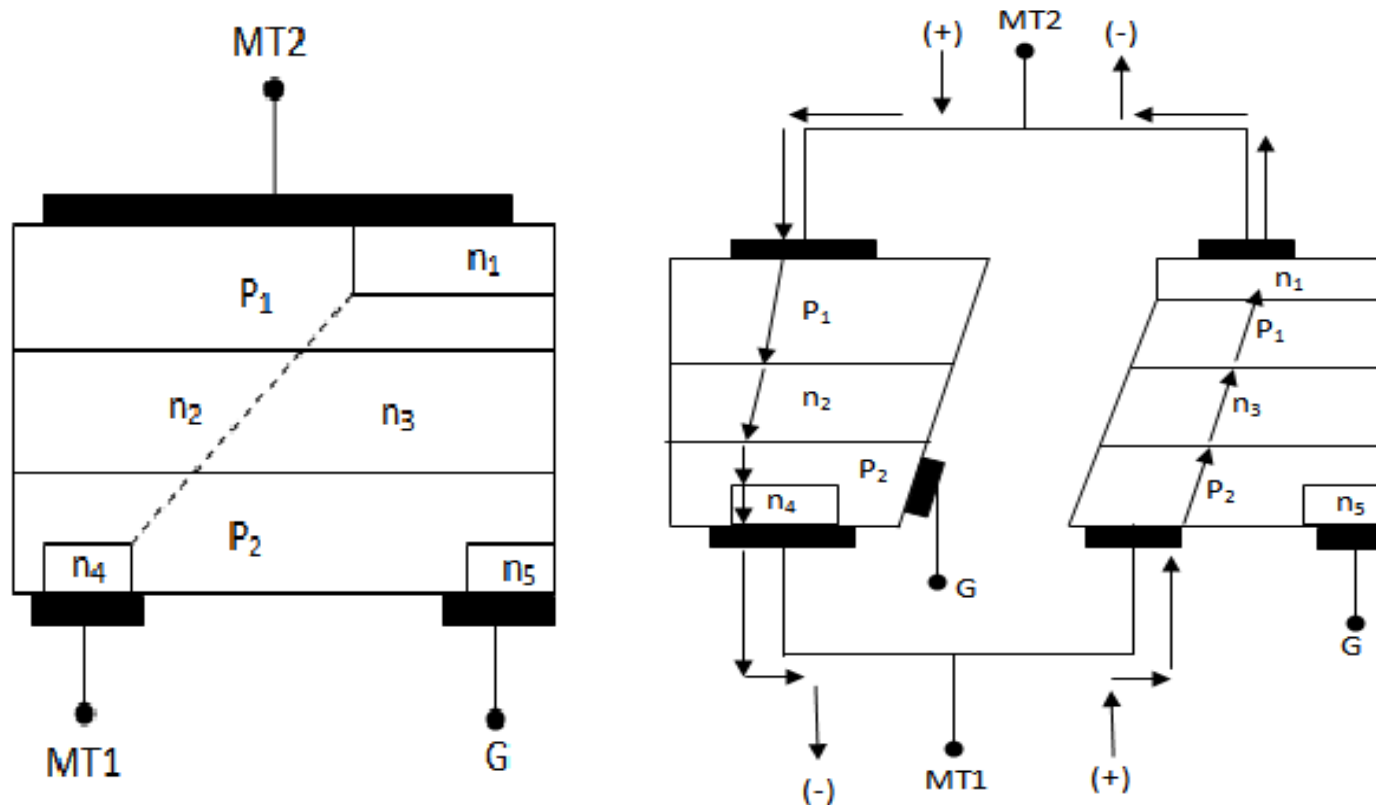 MT2
n₁
P₁
n₂
n₃
P₂
n₄
n₅
MT1
G
(+)
MT2
(-)
P₁
n₂
P₂
n₄
G
n₁
P₁
n₃
P₂
n₅
G
(-)
MT1
(+)